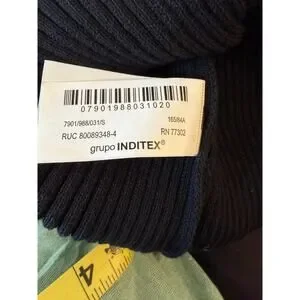 07901988031020
7901/988/031/S 165/84A
RUC 80089348-4 RN 77302
grupo INDITEX®
4